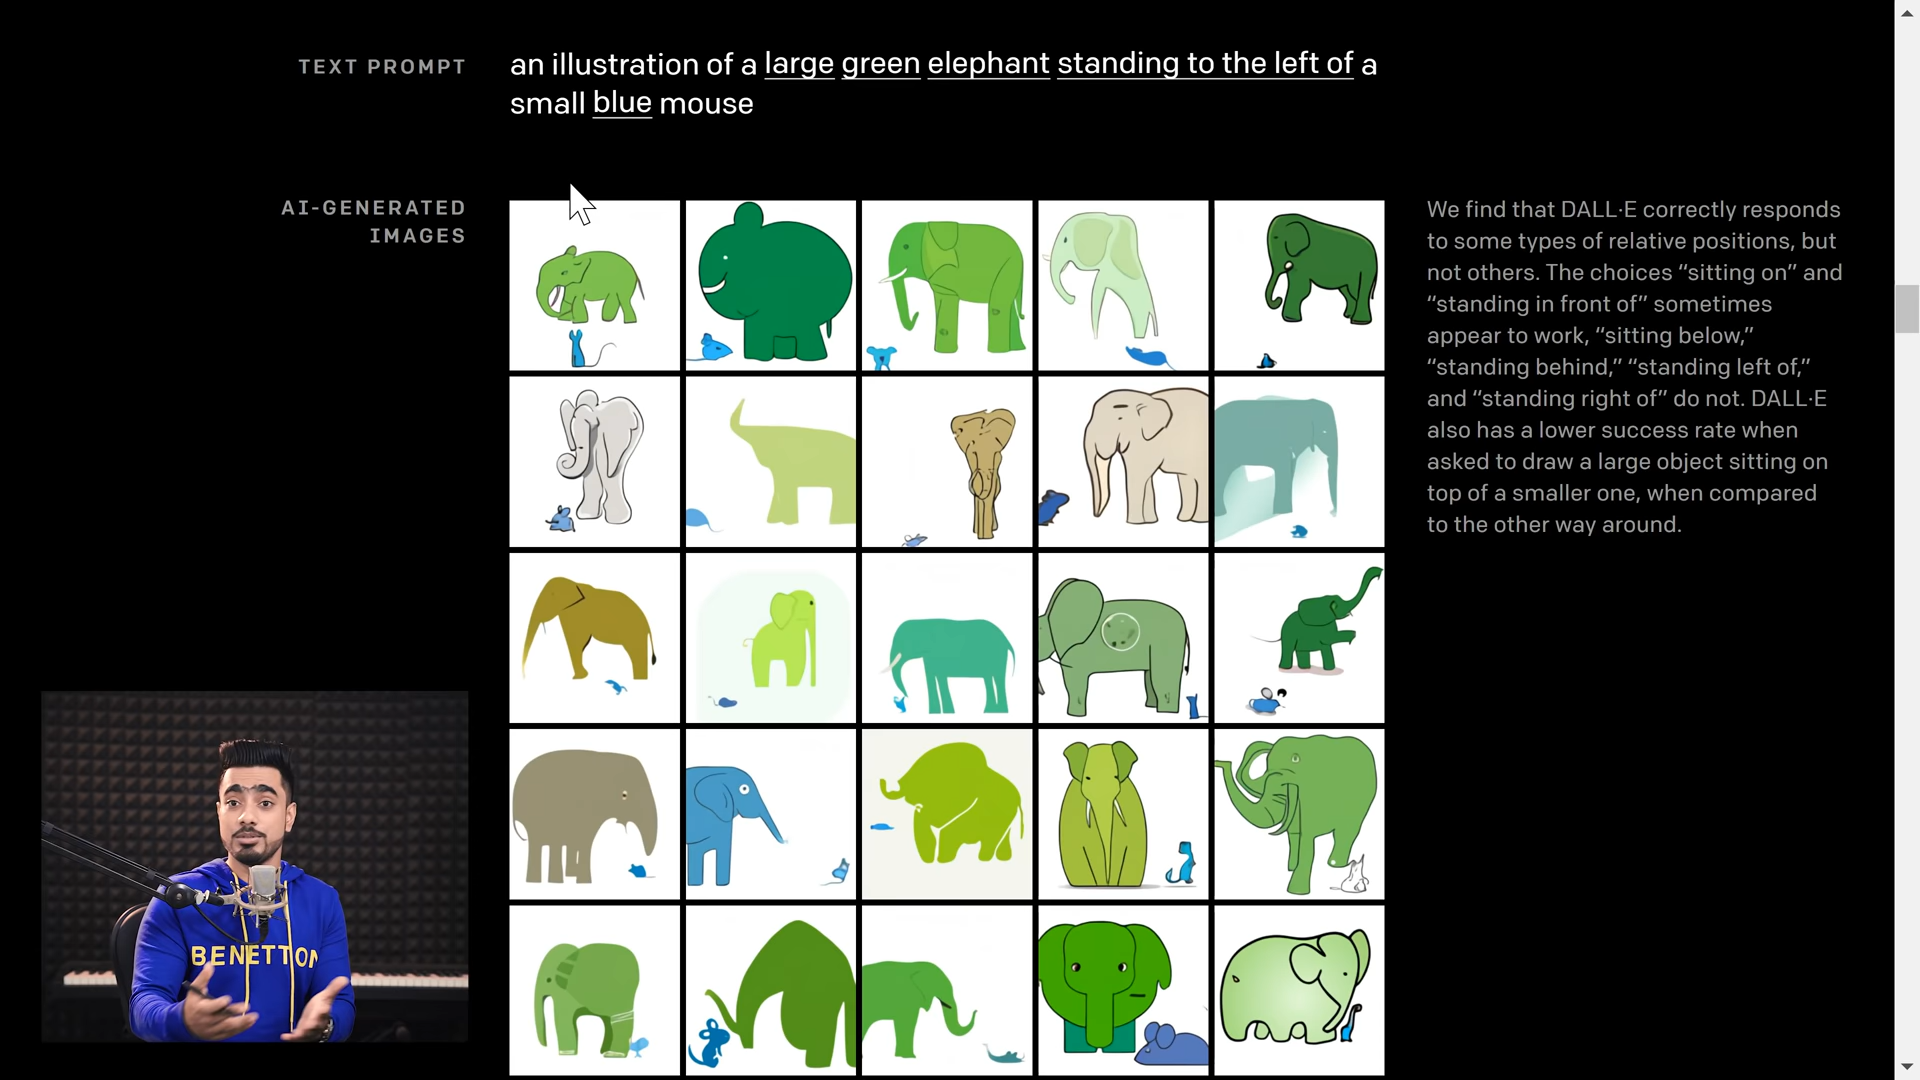 TEXT PROMPT
an illustration of a large green elephant standing to the left of a
small blue mouse
AI-GENERATED
IMAGES
We find that DALL·E correctly responds
to some types of relative positions, but
not others. The choices “sitting on” and
“standing in front of” sometimes
appear to work, “sitting below,”
“standing behind,” “standing left of,”
and “standing right of” do not. DALL·E
also has a lower success rate when
asked to draw a large object sitting on
top of a smaller one, when compared
to the other way around.
BENETTON